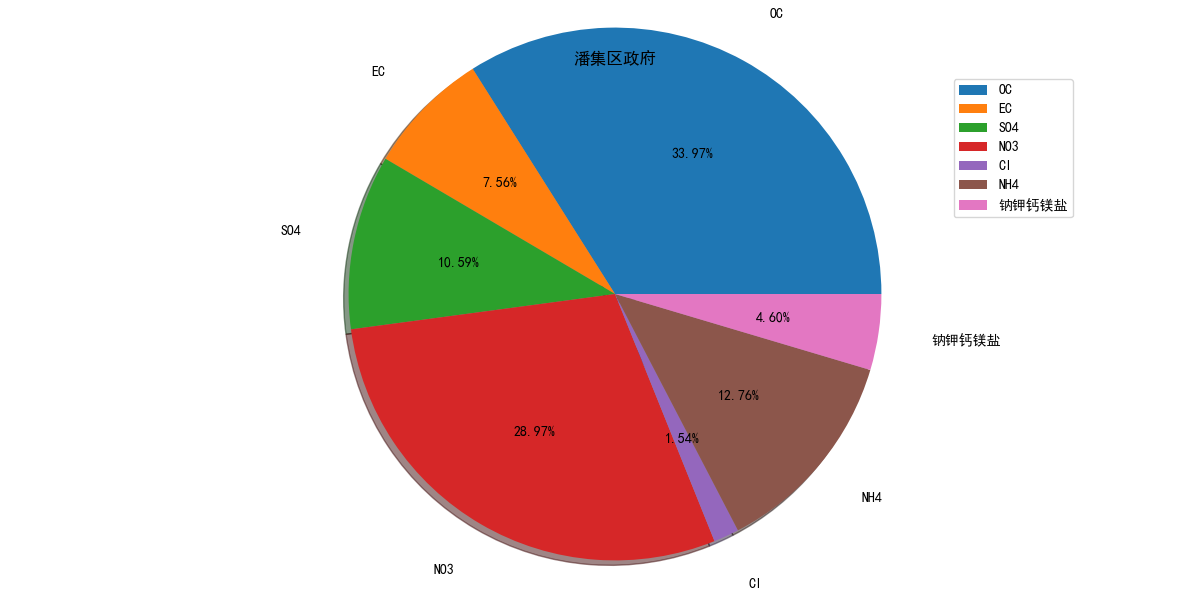 OC
潘集区政府
EC
33.97%
7.56%
SO4
10.59%
4.60%
钠钾钙镁盐
12.76%
28.97%
1.54%
NH4
NO3
Cl
OC
EC
SO4
NO3
Cl
NH4
钠钾钙镁盐